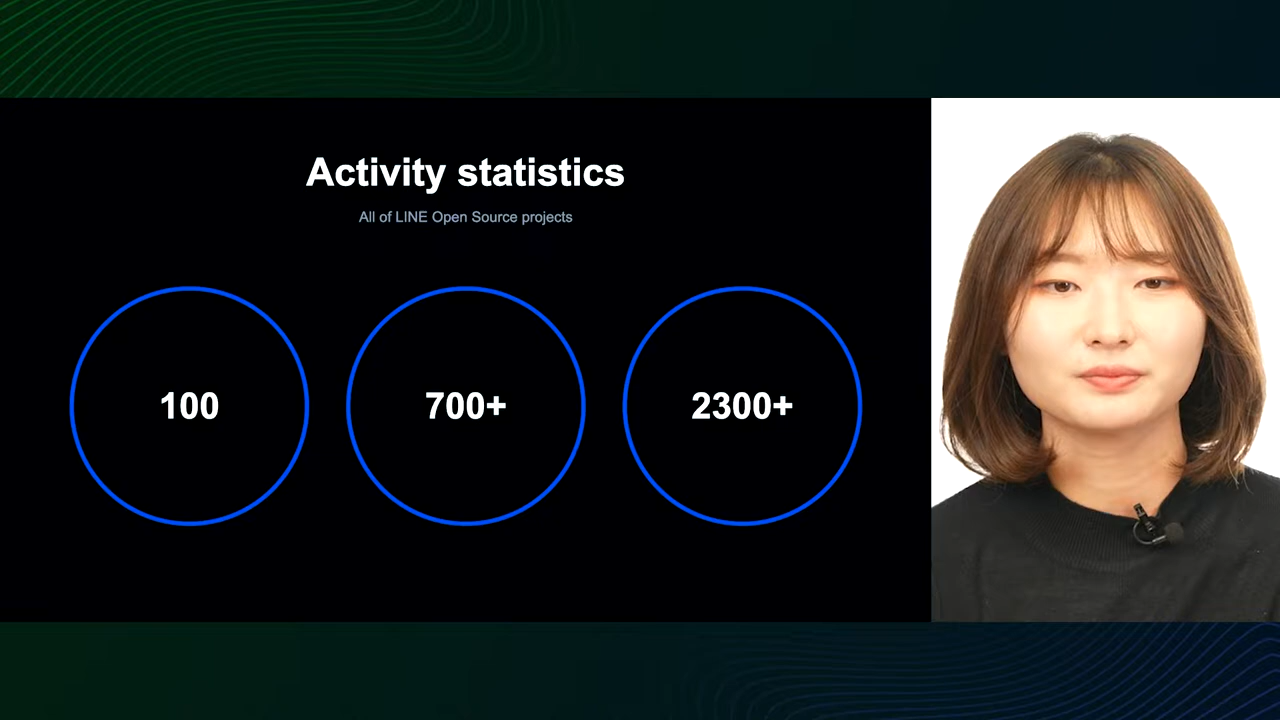 Activity statistics
All of LINE Open Source projects
100
700+
2300+